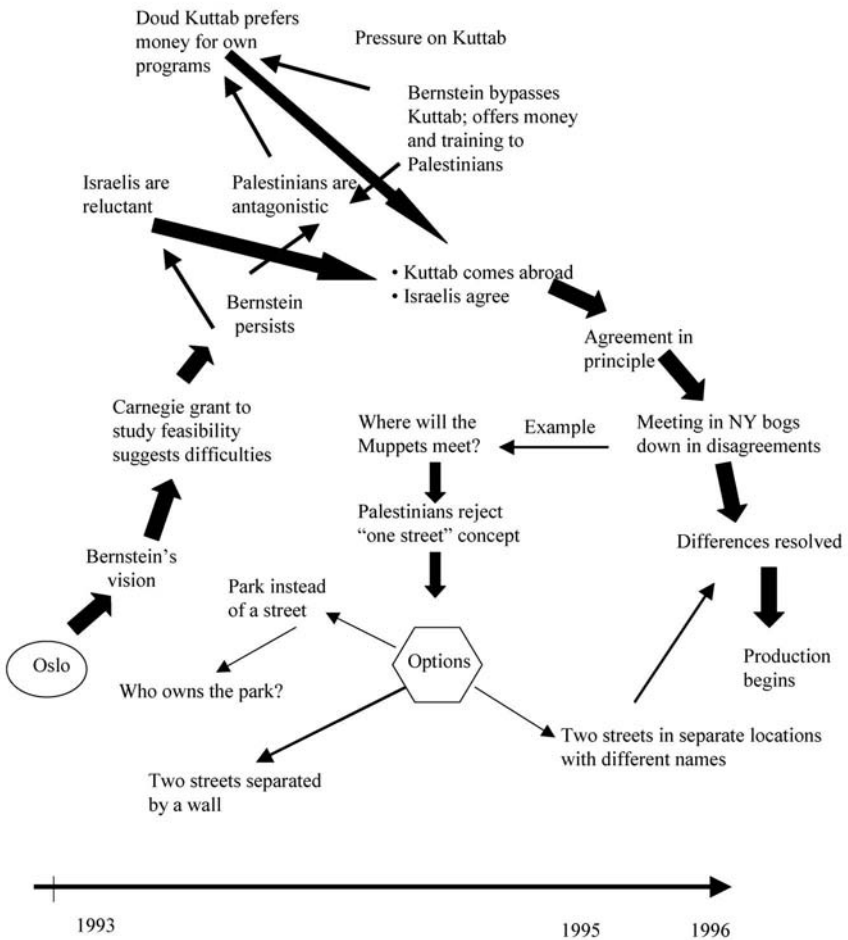 Doud Kuttab prefers
money for own
programs
Pressure on Kuttab
Bernstein bypasses
Kuttab; offers money
and training to
Palestinians
Israelis are
reluctant
Palestinians are
antagonistic
• Kuttab comes abroad
• Israelis agree
Bernstein
persists
Agreement in
principle
Carnegie grant to
study feasibility
suggests difficulties
Where will the
Muppets meet?
Example
Meeting in NY bogs
down in disagreements
Palestinians reject
“one street” concept
Differences resolved
Bernstein’s
vision
Park instead
of a street
Oslo
Options
Production
begins
Who owns the park?
Two streets in separate locations
with different names
Two streets separated
by a wall
1993
1995
1996